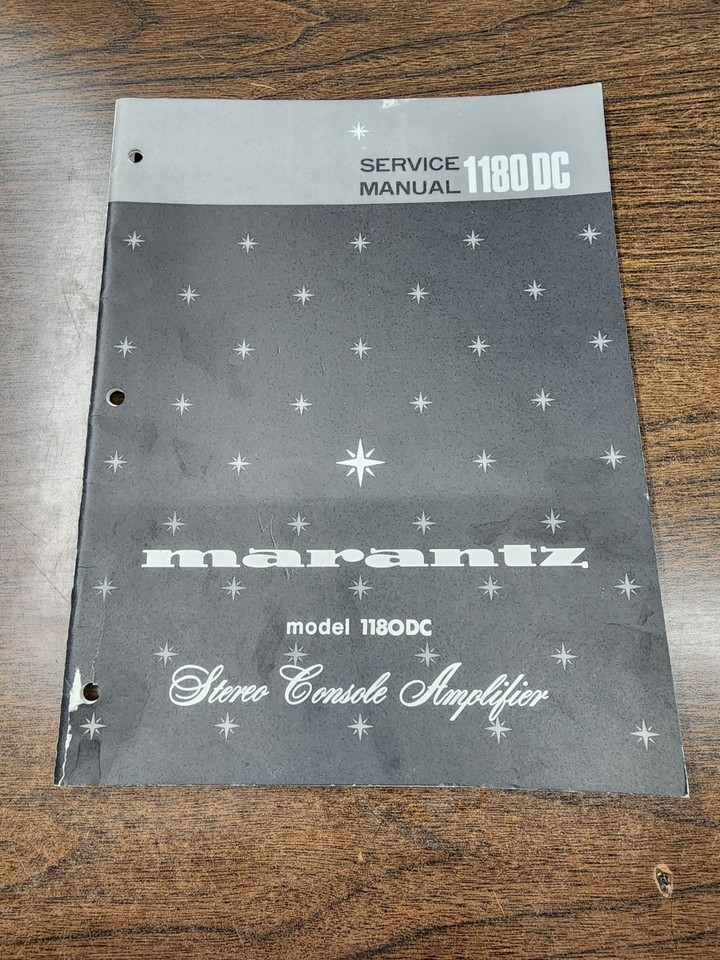 SERVICE
MANUAL 1180 DC
marantz
model 1180DC
Stereo Console Amplifier